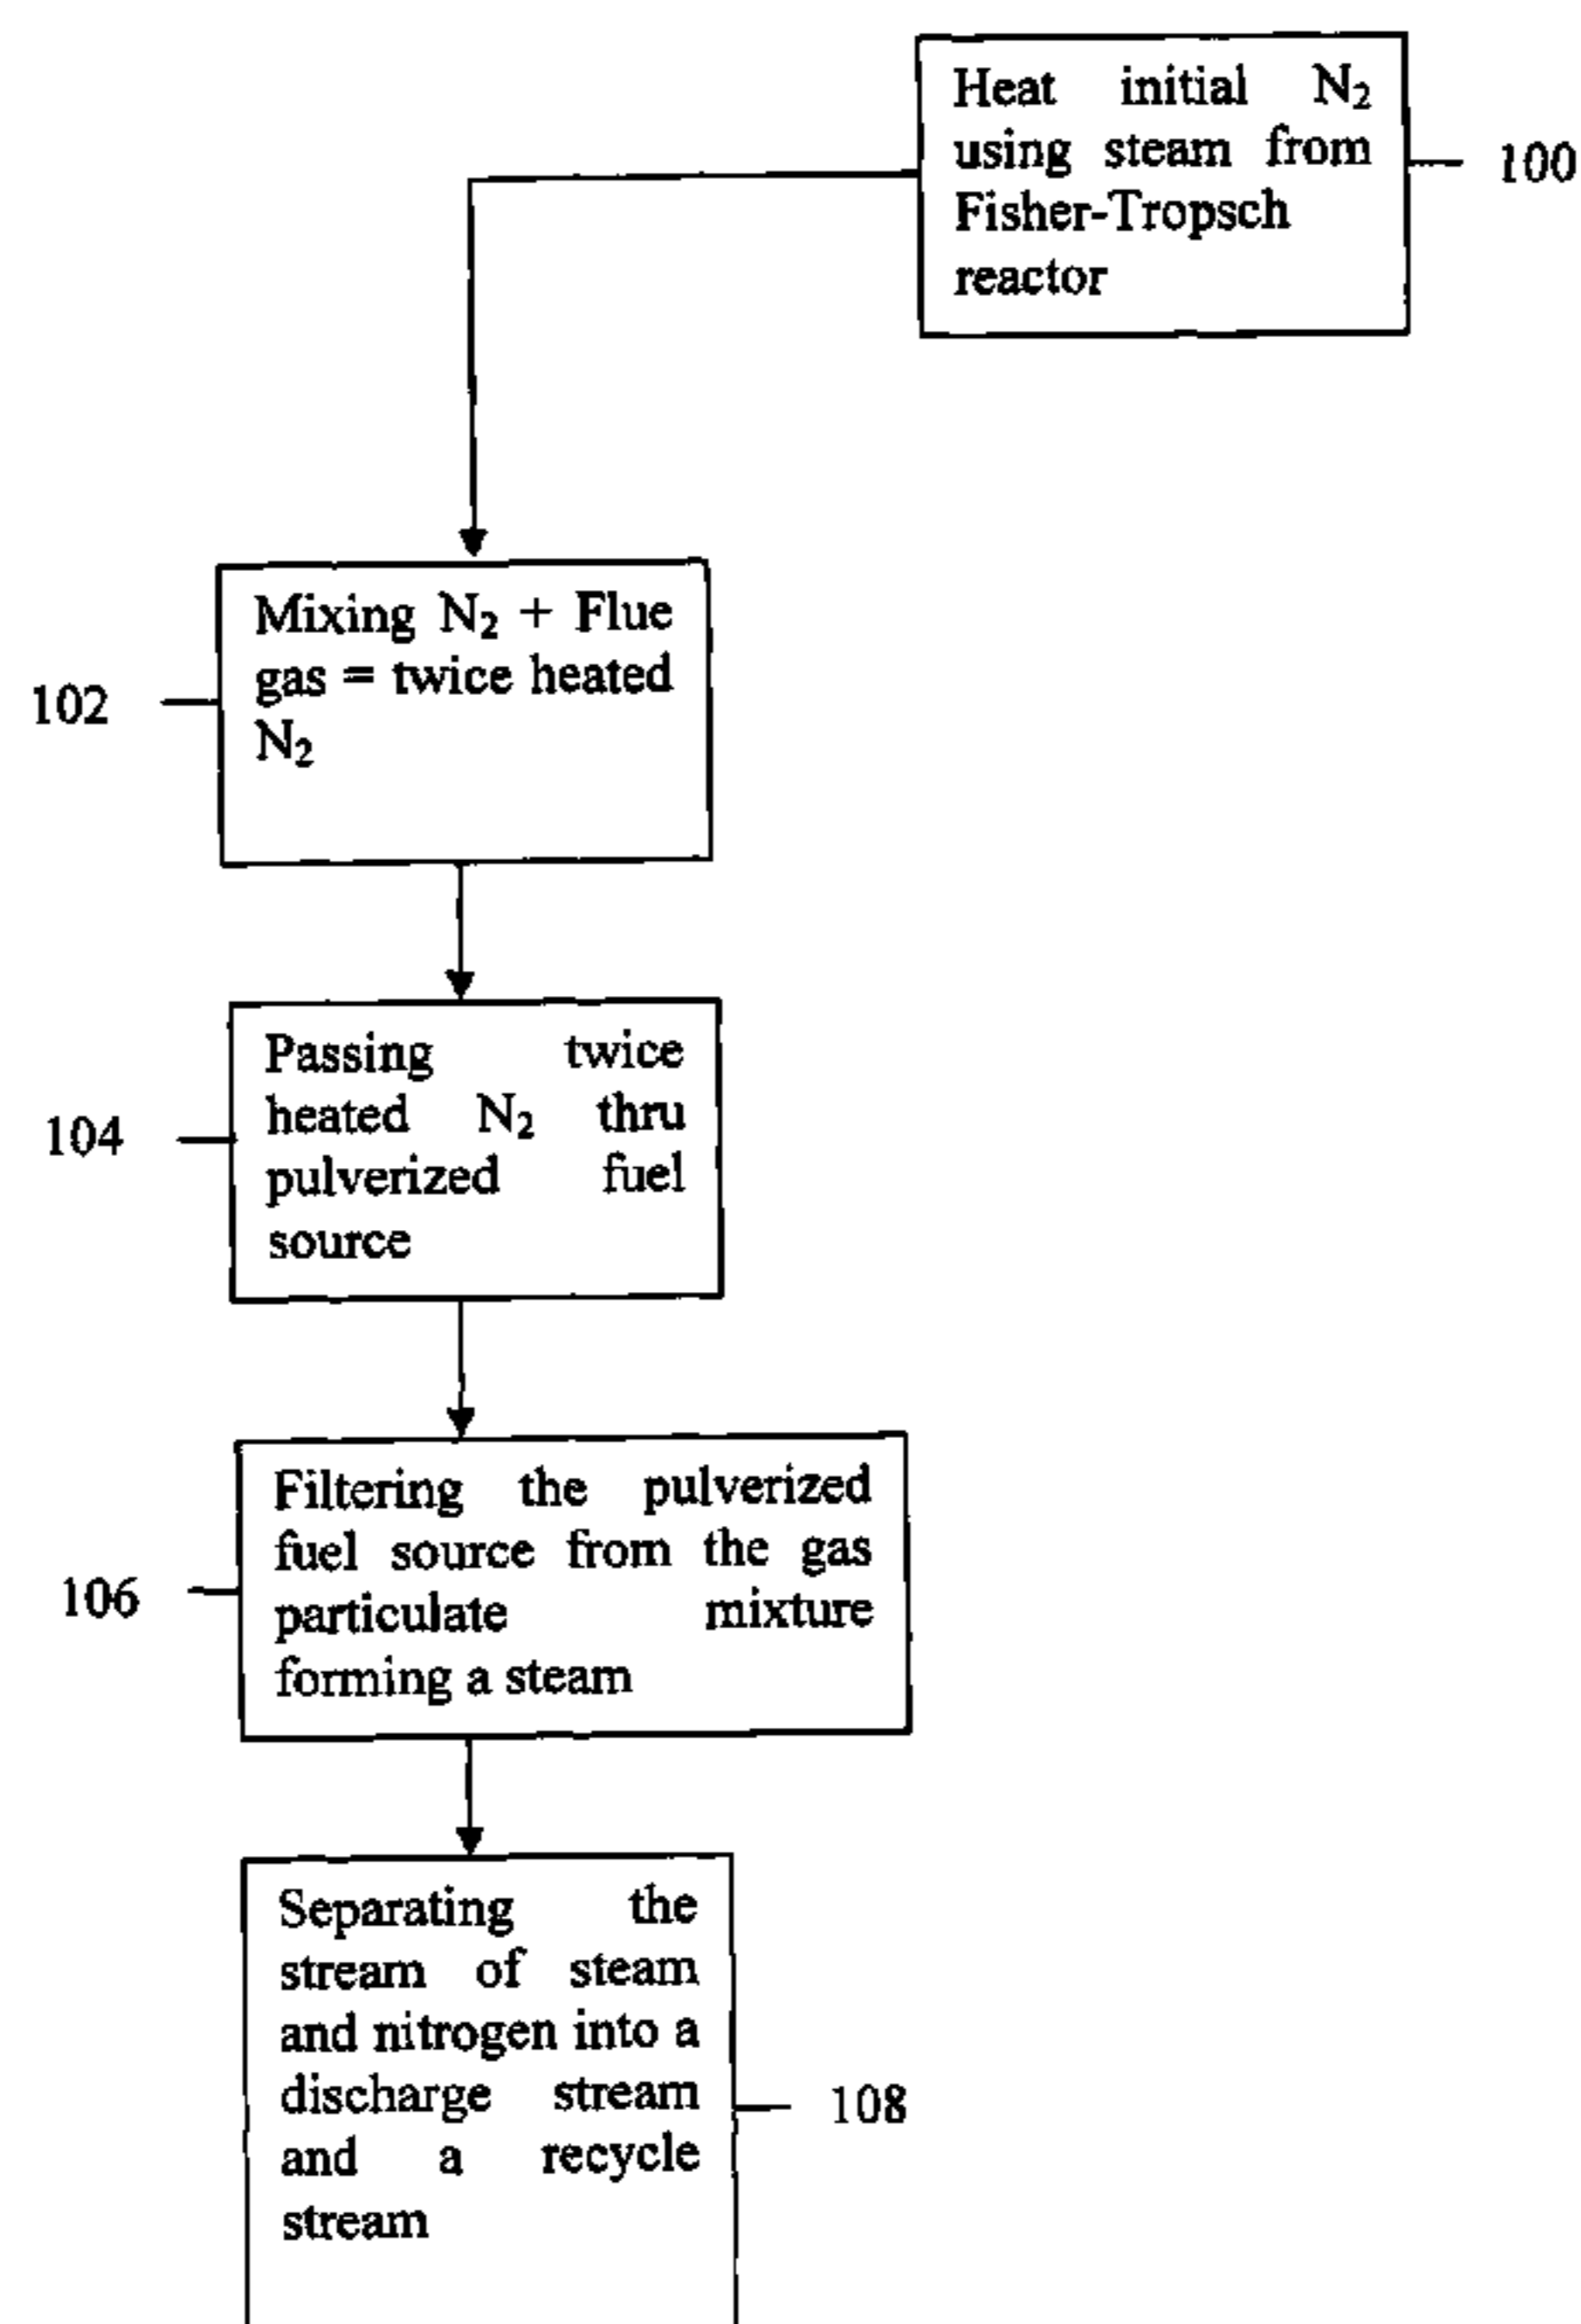 Heat initial N₂
using steam from
Fisher-Tropsch
reactor
100
Mixing N₂ + Flue
gas = twice heated
N₂
102
Passing twice
heated N₂ thru
pulverized fuel
source
104
Filtering the pulverized
fuel source from the gas
particulate mixture
forming a steam
106
Separating the
stream of steam
and nitrogen into a
discharge stream
and a recycle
stream
108